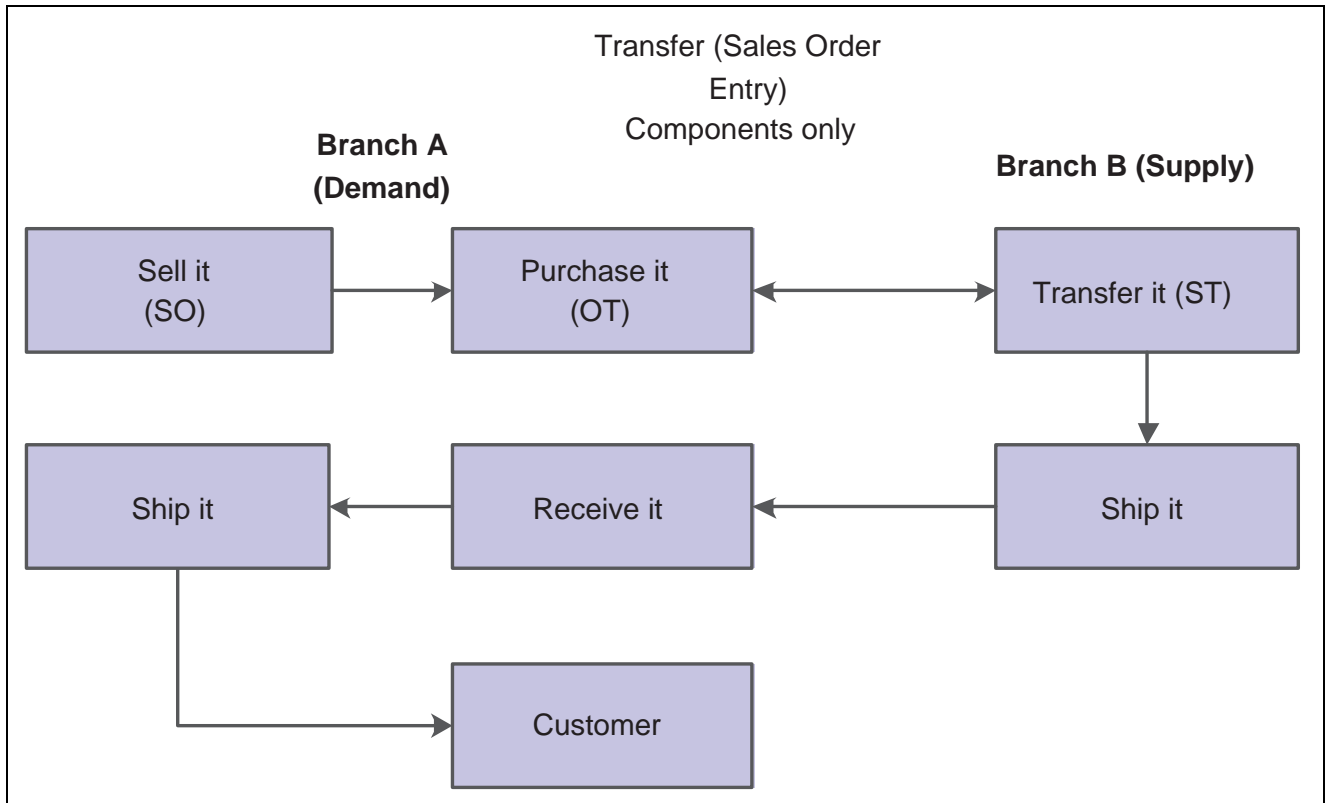 Transfer (Sales Order
Entry)
Components only
Branch A
(Demand)
Branch B (Supply)
Sell it
(SO)
Purchase it
(OT)
Transfer it (ST)
Ship it
Receive it
Ship it
Customer